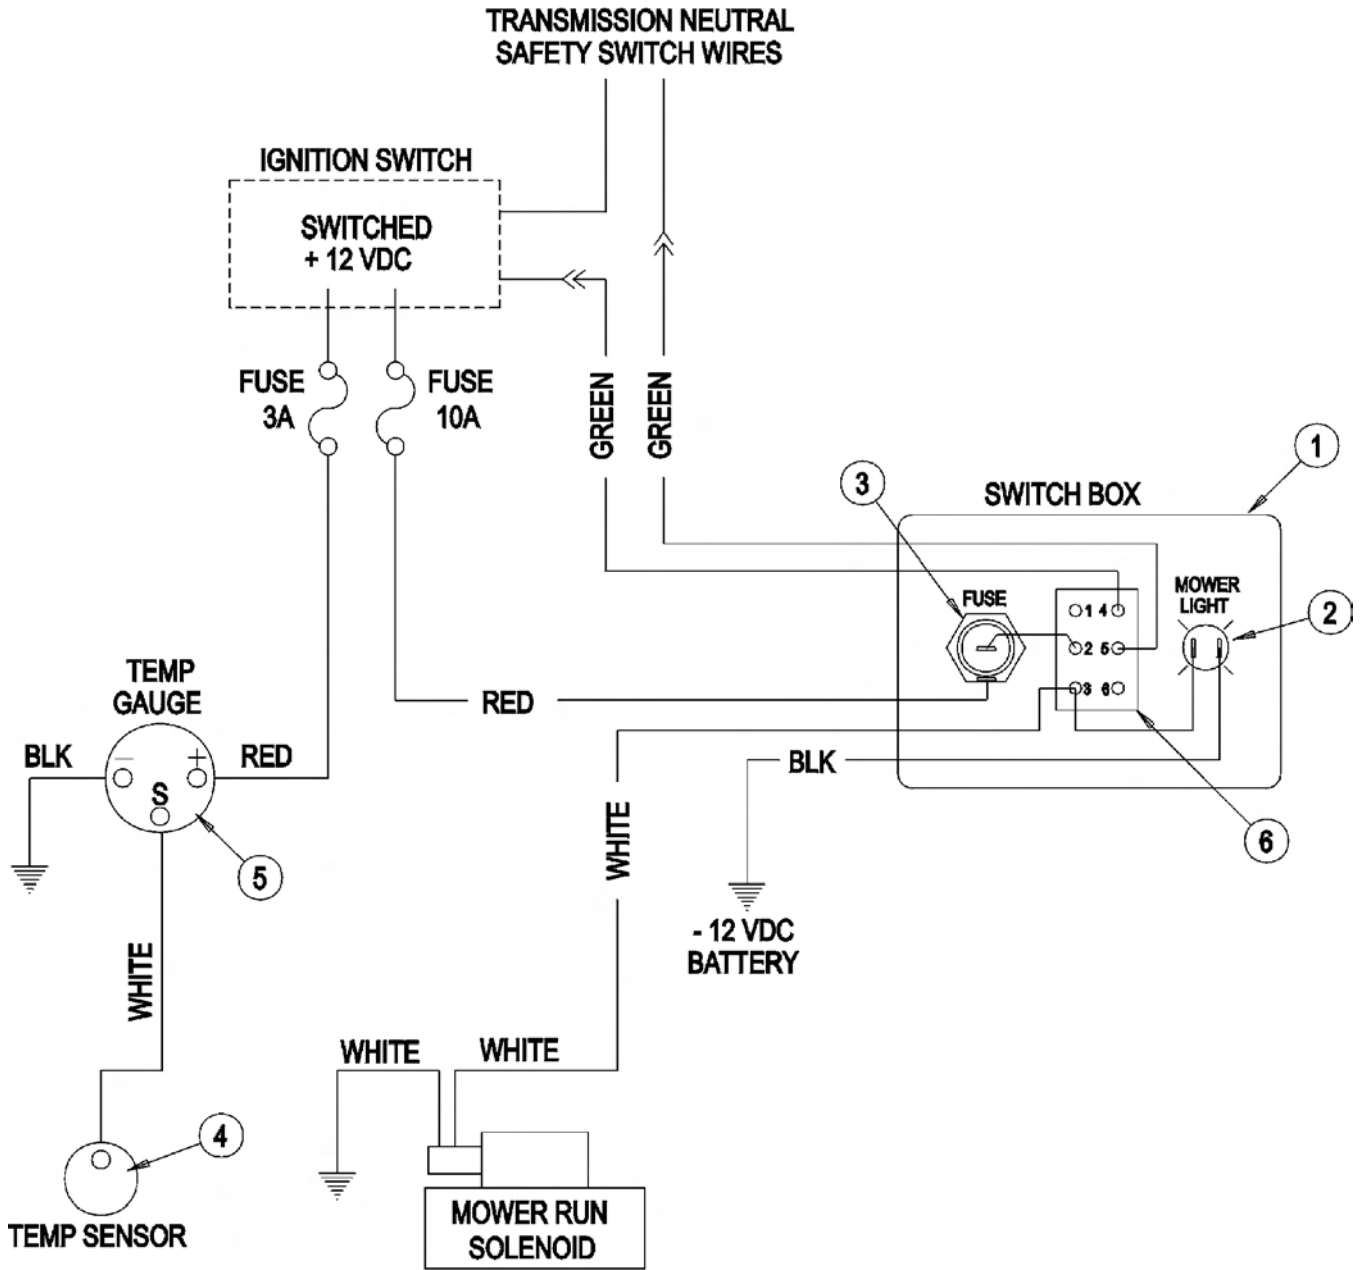 TRANSMISSION NEUTRAL
SAFETY SWITCH WIRES
IGNITION SWITCH
SWITCHED
+ 12 VDC
FUSE
3A
FUSE
10A
GREEN
GREEN
1
3
SWITCH BOX
FUSE
MOWER
LIGHT
2
1 4
2 5
3 6
TEMP
GAUGE
RED
BLK
- +
S
RED
BLK
6
5
WHITE
- 12 VDC
BATTERY
WHITE
WHITE
WHITE
4
TEMP SENSOR
MOWER RUN
SOLENOID